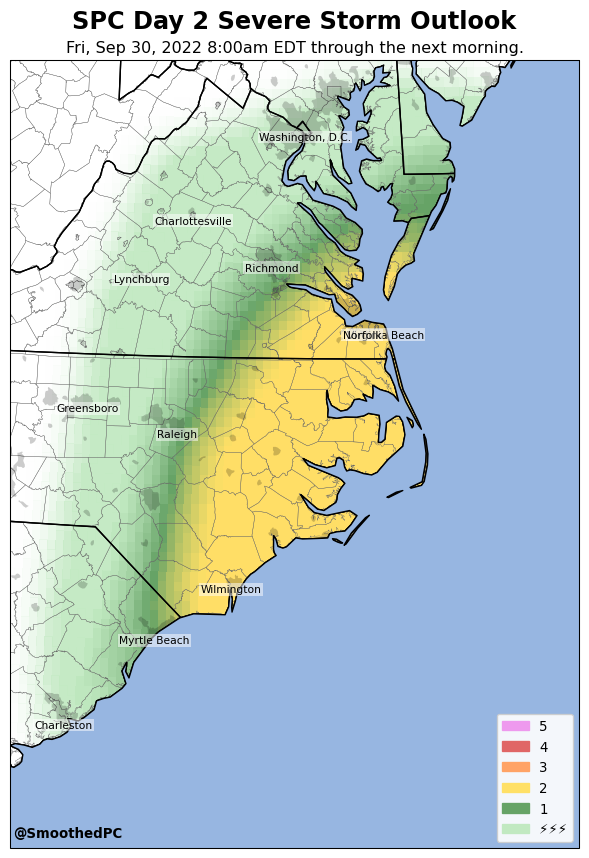 SPC Day 2 Severe Storm Outlook
Fri, Sep 30, 2022 8:00am EDT through the next morning.
Washington, D.C.
Charlottesville
Richmond
Lynchburg
Beach
Greensboro
Raleigh
Wilmington
Myrtle Beach
Charleston
5
4
3
2
1
⚡⚡⚡
@SmoothedPC